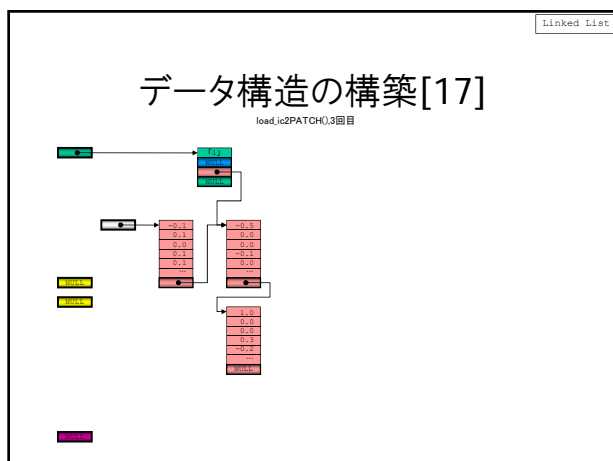 Linked List
データ構造の構築[17]
load_ic2PATCH(),3回目
「1」
NULL
NULL
-0.1
0.1
0.0
0.1
0.1
…
-0.5
0.0
0.0
-0.1
0.0
…
NULL
NULL
1.0
0.0
0.0
0.3
-0.2
…
NULL
NULL